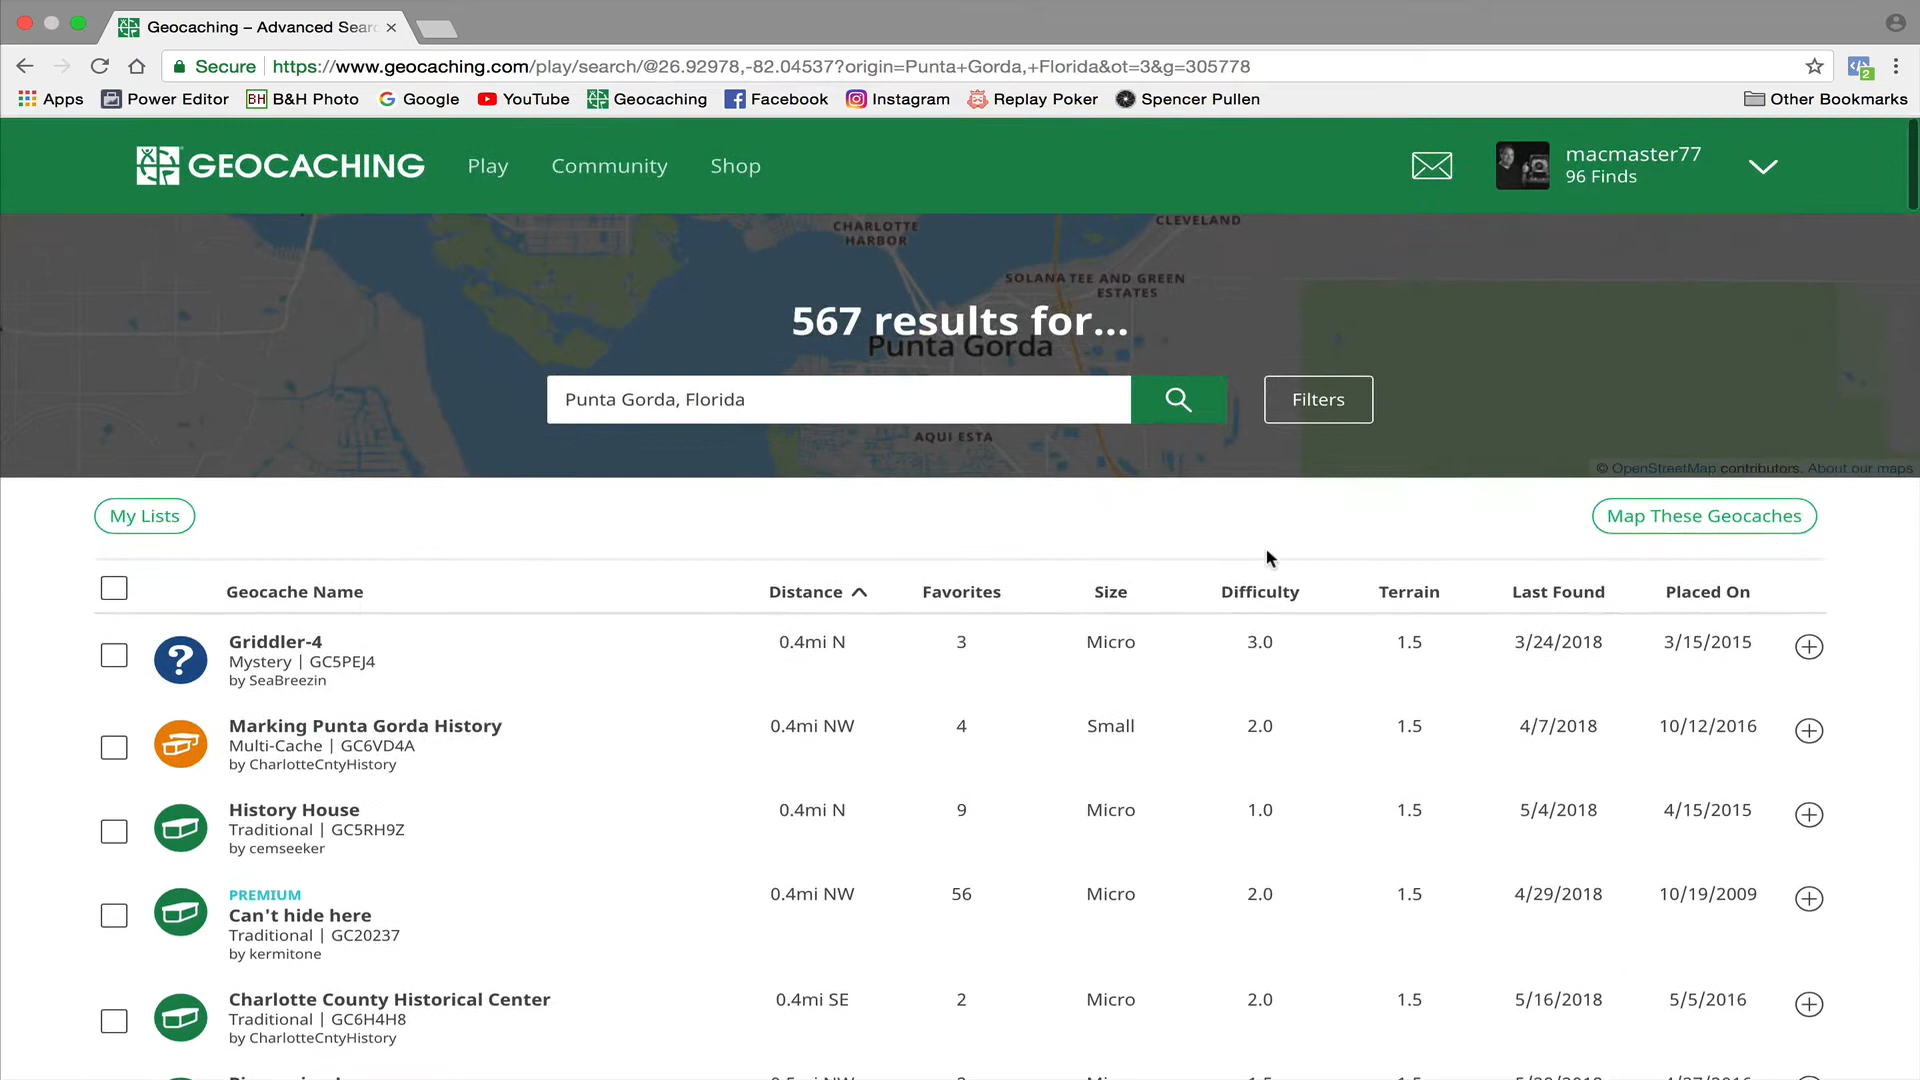 Geocaching – Advanced Sear
Secure https://www.geocaching.com/play/search/@26.92978,-82.04537?origin=Punta+Gorda,+Florida&ot=3&g=305778
2
Apps Power Editor BH B&H Photo Google YouTube Geocaching Facebook Instagram Replay Poker Spencer Pullen Other Bookmarks
GEOCACHING Play Community Shop macmaster77
96 Finds
CLEVELAND
CHARLOTTE
HARBOR
SOLANA TEE AND GREEN
ESTATES
567 results for...
Punta Gorda
Punta Gorda, Florida Filters
AQUI ESTA
© OpenStreetMap contributors. About our maps
My Lists Map These Geocaches
Geocache Name Distance Favorites Size Difficulty Terrain Last Found Placed On
Griddler-4 0.4mi N 3 Micro 3.0 1.5 3/24/2018 3/15/2015
Mystery | GC5PEJ4
by SeaBreezin
Marking Punta Gorda History 0.4mi NW 4 Small 2.0 1.5 4/7/2018 10/12/2016
Multi-Cache | GC6VD4A
by CharlotteCntyHistory
History House 0.4mi N 9 Micro 1.0 1.5 5/4/2018 4/15/2015
Traditional | GC5RH9Z
by cemseeker
PREMIUM 0.4mi NW 56 Micro 2.0 1.5 4/29/2018 10/19/2009
Can't hide here
Traditional | GC20237
by kermitone
Charlotte County Historical Center 0.4mi SE 2 Micro 2.0 1.5 5/16/2018 5/5/2016
Traditional | GC6H4H8
by CharlotteCntyHistory